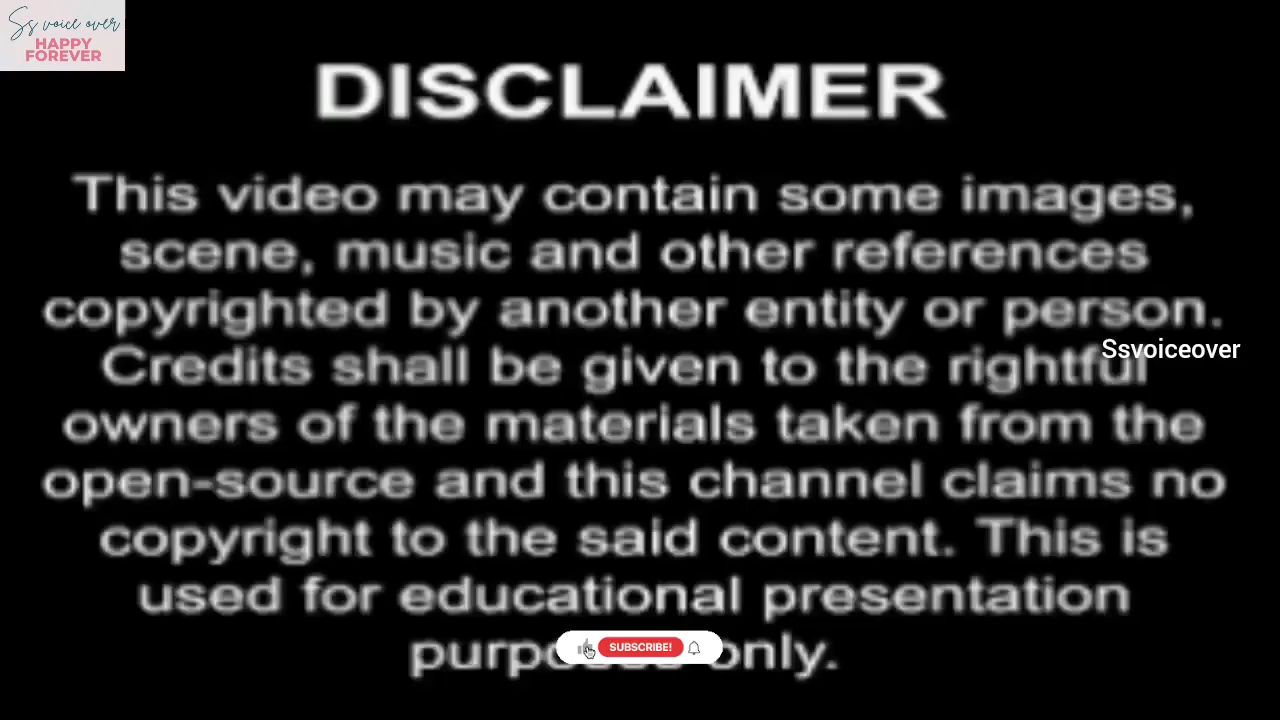 Ss voice over
HAPPY
FOREVER
DISCLAIMER
This video may contain some images,
scene, music and other references
copyrighted by another entity or person.
Ssvoiceover
Credits shall be given to the rightful
owners of the materials taken from the
open-source and this channel claims no
copyright to the said content. This is
used for educational presentation
only.
SUBSCRIBE!